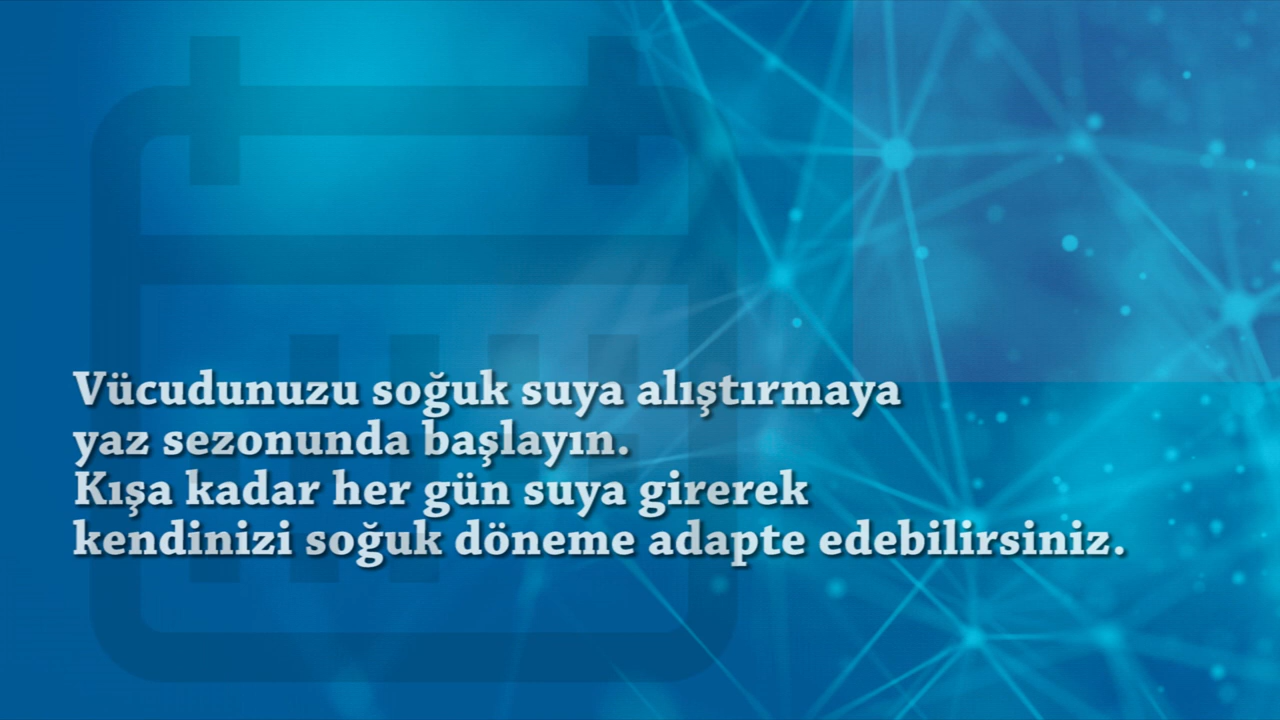 Vücudunuzu soğuk suya alıştırmaya
yaz sezonunda başlayın.
Kışa kadar her gün suya girerek
kendinizi soğuk döneme adapte edebilirsiniz.